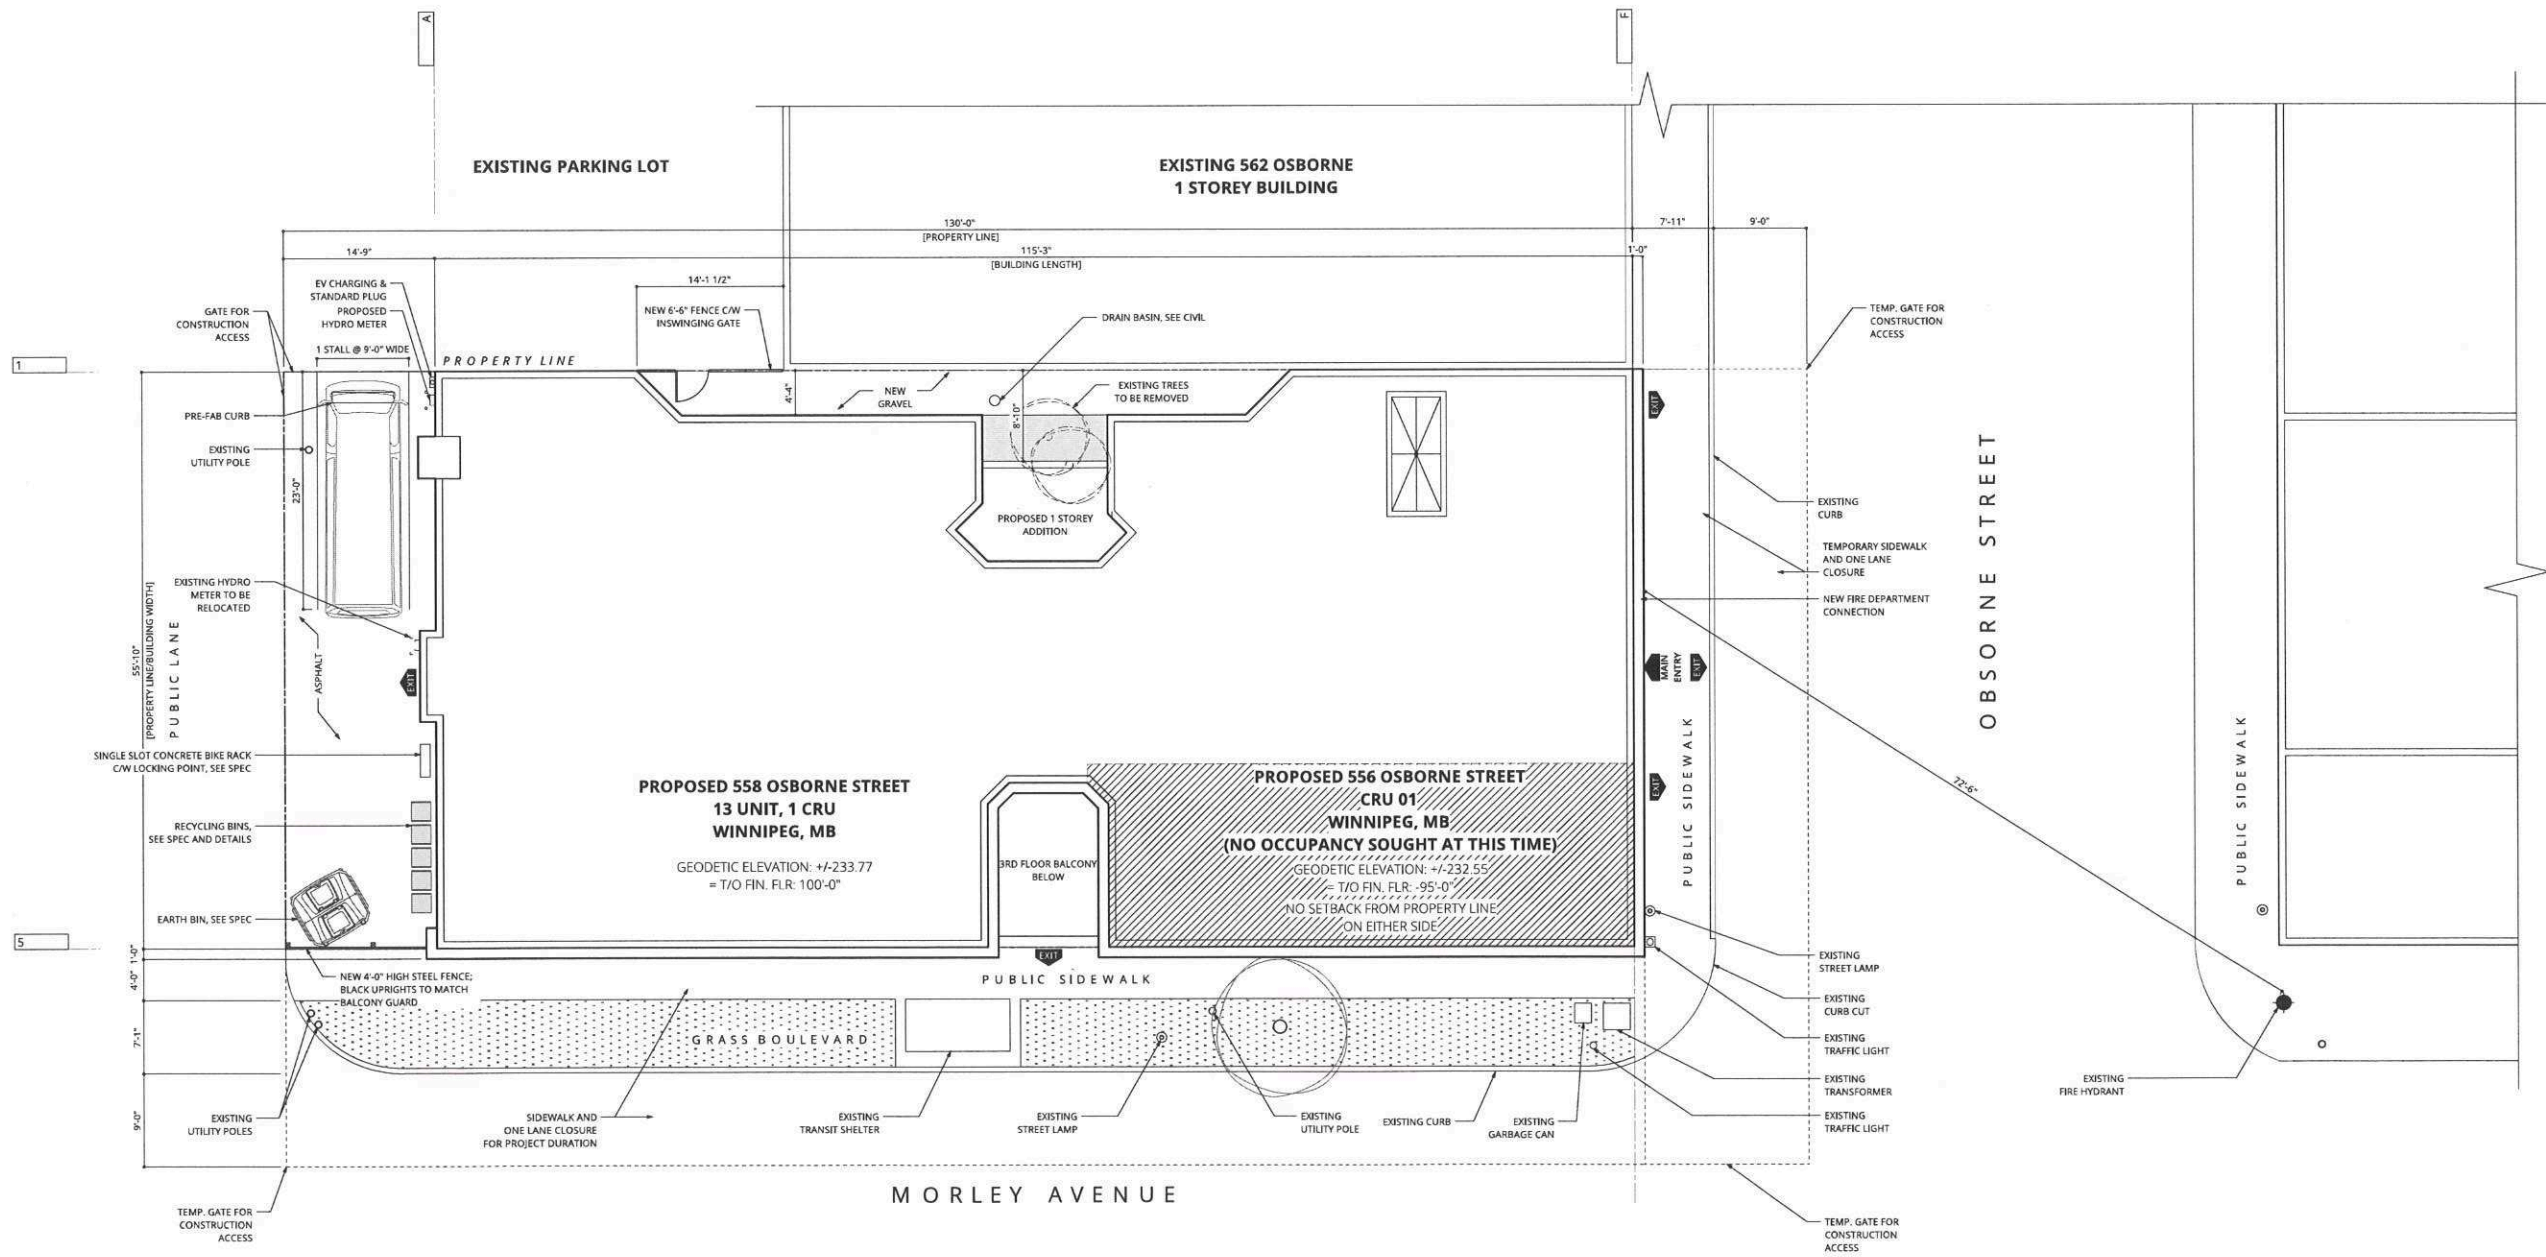 A
F
EXISTING PARKING LOT
EXISTING 562 OSBORNE
1 STOREY BUILDING
130'-0"
[PROPERTY LINE]
7'-11"
9'-0"
14'-9"
115'-3"
[BUILDING LENGTH]
1'-0"
14'-1 1/2"
EV CHARGING &
STANDARD PLUG
PROPOSED
HYDRO METER
GATE FOR
CONSTRUCTION
ACCESS
NEW 6'-6" FENCE C/W
INSWINGING GATE
DRAIN BASIN, SEE CIVIL
TEMP. GATE FOR
CONSTRUCTION
ACCESS
1 STALL @ 9'-0" WIDE
PROPERTY LINE
1
4'-4"
NEW
GRAVEL
8'-10"
EXISTING TREES
TO BE REMOVED
EXIT
PRE-FAB CURB
EXISTING
UTILITY POLE
23'-0"
PROPOSED 1 STOREY
ADDITION
EXISTING
CURB
TEMPORARY SIDEWALK
AND ONE LANE
CLOSURE
NEW FIRE DEPARTMENT
CONNECTION
OBSORNE STREET
EXISTING HYDRO
METER TO BE
RELOCATED
55'-10"
[PROPERTY LINE/BUILDING WIDTH]
PUBLIC LANE
ASPHALT
EXIT
MAIN
ENTRY
EXIT
SINGLE SLOT CONCRETE BIKE RACK
C/W LOCKING POINT, SEE SPEC
PROPOSED 558 OSBORNE STREET
13 UNIT, 1 CRU
WINNIPEG, MB
GEODETIC ELEVATION: +/-233.77
= T/O FIN. FLR: 100'-0"
3RD FLOOR BALCONY
BELOW
PROPOSED 556 OSBORNE STREET
CRU 01
WINNIPEG, MB
(NO OCCUPANCY SOUGHT AT THIS TIME)
GEODETIC ELEVATION: +/-232.55
= T/O FIN. FLR: -95'-0"
NO SETBACK FROM PROPERTY LINE
ON EITHER SIDE
EXIT
PUBLIC SIDEWALK
72'-6"
PUBLIC SIDEWALK
RECYCLING BINS,
SEE SPEC AND DETAILS
EARTH BIN, SEE SPEC
5
1'-0"
4'-0"
7'-1"
9'-0"
NEW 4'-0" HIGH STEEL FENCE;
BLACK UPRIGHTS TO MATCH
BALCONY GUARD
EXIT
PUBLIC SIDEWALK
GRASS BOULEVARD
EXISTING
STREET LAMP
EXISTING
CURB CUT
EXISTING
TRAFFIC LIGHT
EXISTING
TRANSFORMER
EXISTING
TRAFFIC LIGHT
EXISTING
FIRE HYDRANT
EXISTING
UTILITY POLES
SIDEWALK AND
ONE LANE CLOSURE
FOR PROJECT DURATION
EXISTING
TRANSIT SHELTER
EXISTING
STREET LAMP
EXISTING
UTILITY POLE
EXISTING CURB
EXISTING
GARBAGE CAN
MORLEY AVENUE
TEMP. GATE FOR
CONSTRUCTION
ACCESS
TEMP. GATE FOR
CONSTRUCTION
ACCESS